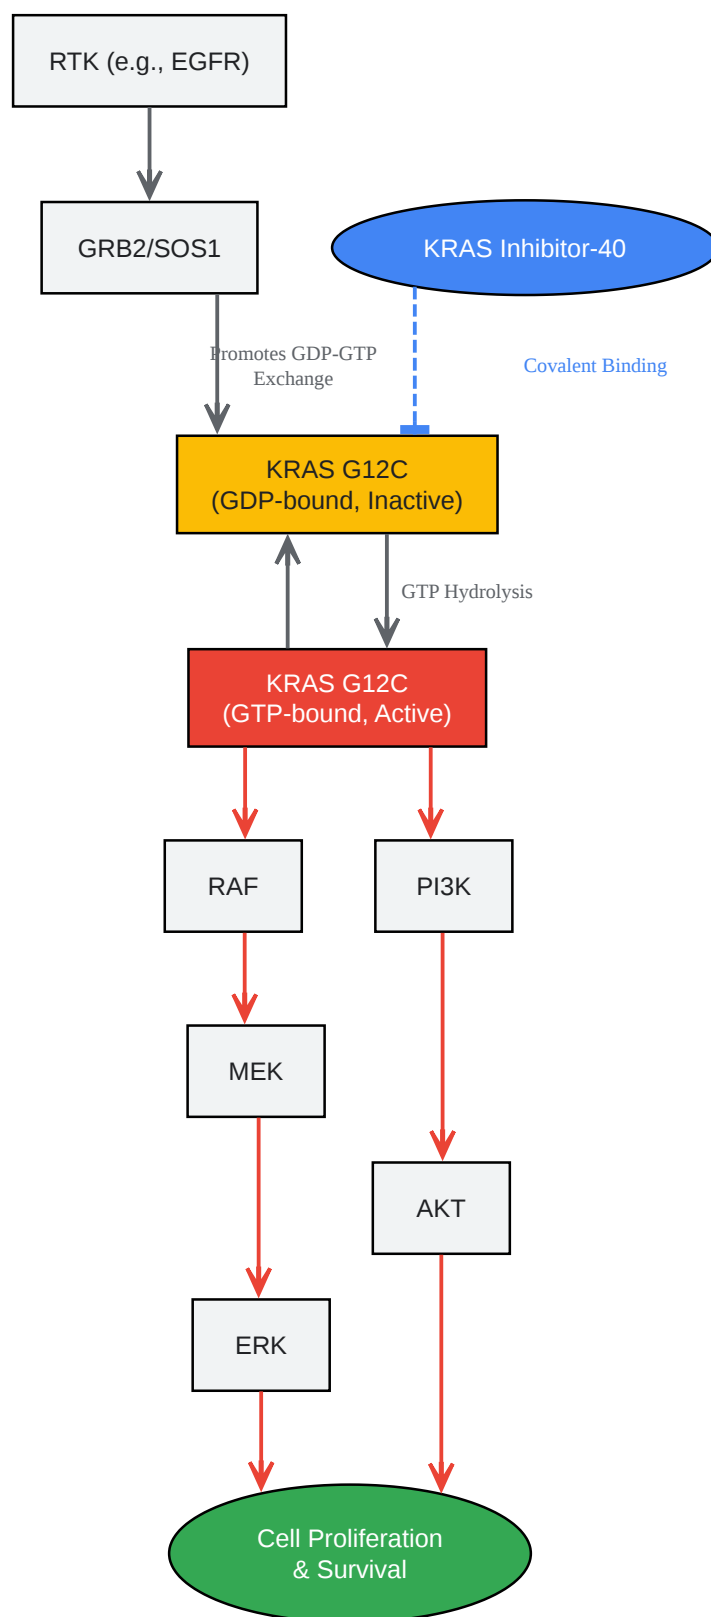 RTK (e.g., EGFR)
GRB2/SOS1
KRAS Inhibitor-40
Promotes GDP-GTP
Exchange
Covalent Binding
KRAS G12C
(GDP-bound, Inactive)
GTP Hydrolysis
KRAS G12C
(GTP-bound, Active)
RAF
PI3K
MEK
AKT
ERK
Cell Proliferation
& Survival